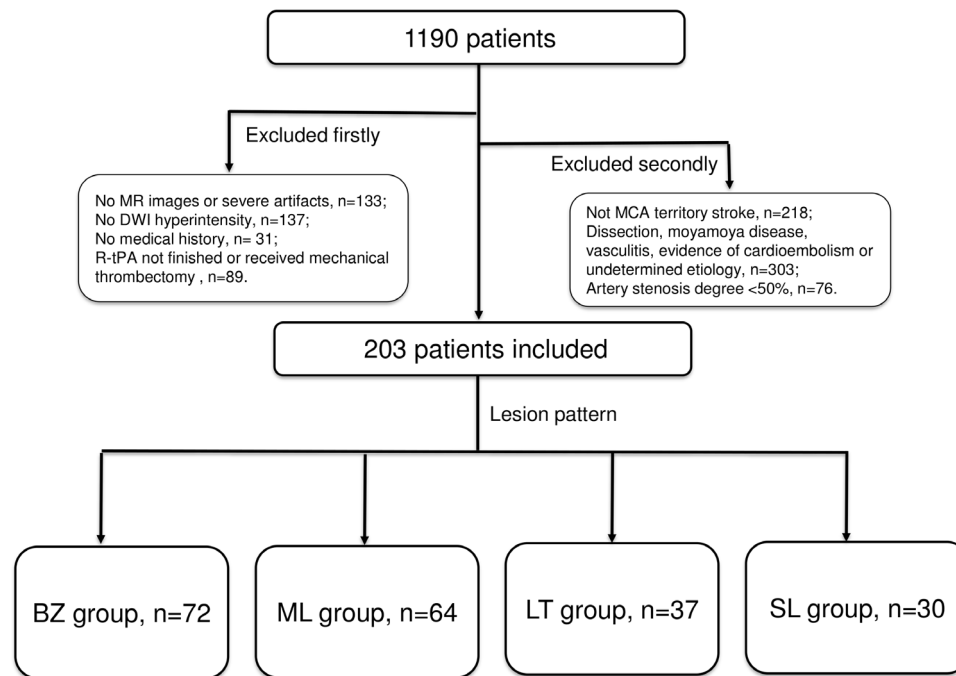 1190 patients
Excluded firstly
Excluded secondly
No MR images or severe artifacts, n=133;
No DWI hyperintensity, n=137;
No medical history, n= 31;
R-tPA not finished or received mechanical
thrombectomy , n=89.
Not MCA territory stroke, n=218;
Dissection, moyamoya disease,
vasculitis, evidence of cardioembolism or
undetermined etiology, n=303;
Artery stenosis degree <50%, n=76.
203 patients included
Lesion pattern
BZ group, n=72
ML group, n=64
LT group, n=37
SL group, n=30